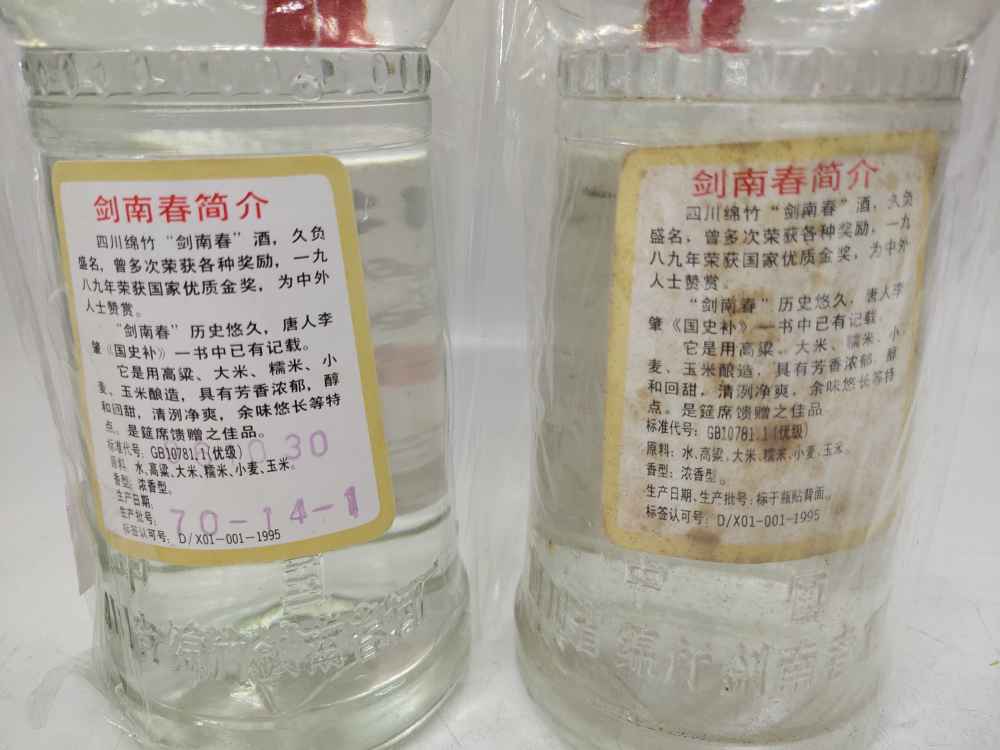 剑南春简介
四川绵竹“剑南春”酒，久负
盛名，曾多次荣获各种奖励，一九
八九年荣获国家优质金奖，为中外
人士赞赏。
“剑南春”历史悠久，唐人李
肇《国史补》一书中已有记载。
它是用高粱、大米、糯米、小
麦、玉米酿造，具有芳香浓郁，醇
和回甜，清洌净爽，余味悠长等特
点。是筵席馈赠之佳品。
标准代号：GB10781.1(优级)
原料：水、高粱、大米、糯米、小麦、玉米。
香型：浓香型。
生产日期：
生产批号：
70-14-1
标签认可号：D/X01-001-1995
剑南春简介
四川绵竹“剑南春”酒，久负
盛名，曾多次荣获各种奖励，一九
八九年荣获国家优质金奖，为中外
人士赞赏。
“剑南春”历史悠久，唐人李
肇《国史补》一书中已有记载。
它是用高粱、大米、糯米、小
麦、玉米酿造，具有芳香浓郁，醇
和回甜，清洌净爽，余味悠长等特
点。是筵席馈赠之佳品
标准代号：GB10781.1(优级)
原料：水、高粱、大米、糯米、小麦、玉米。
香型：浓香型。
生产日期、生产批号：标于瓶贴背面。
标签认可号：D/X01-001-1995